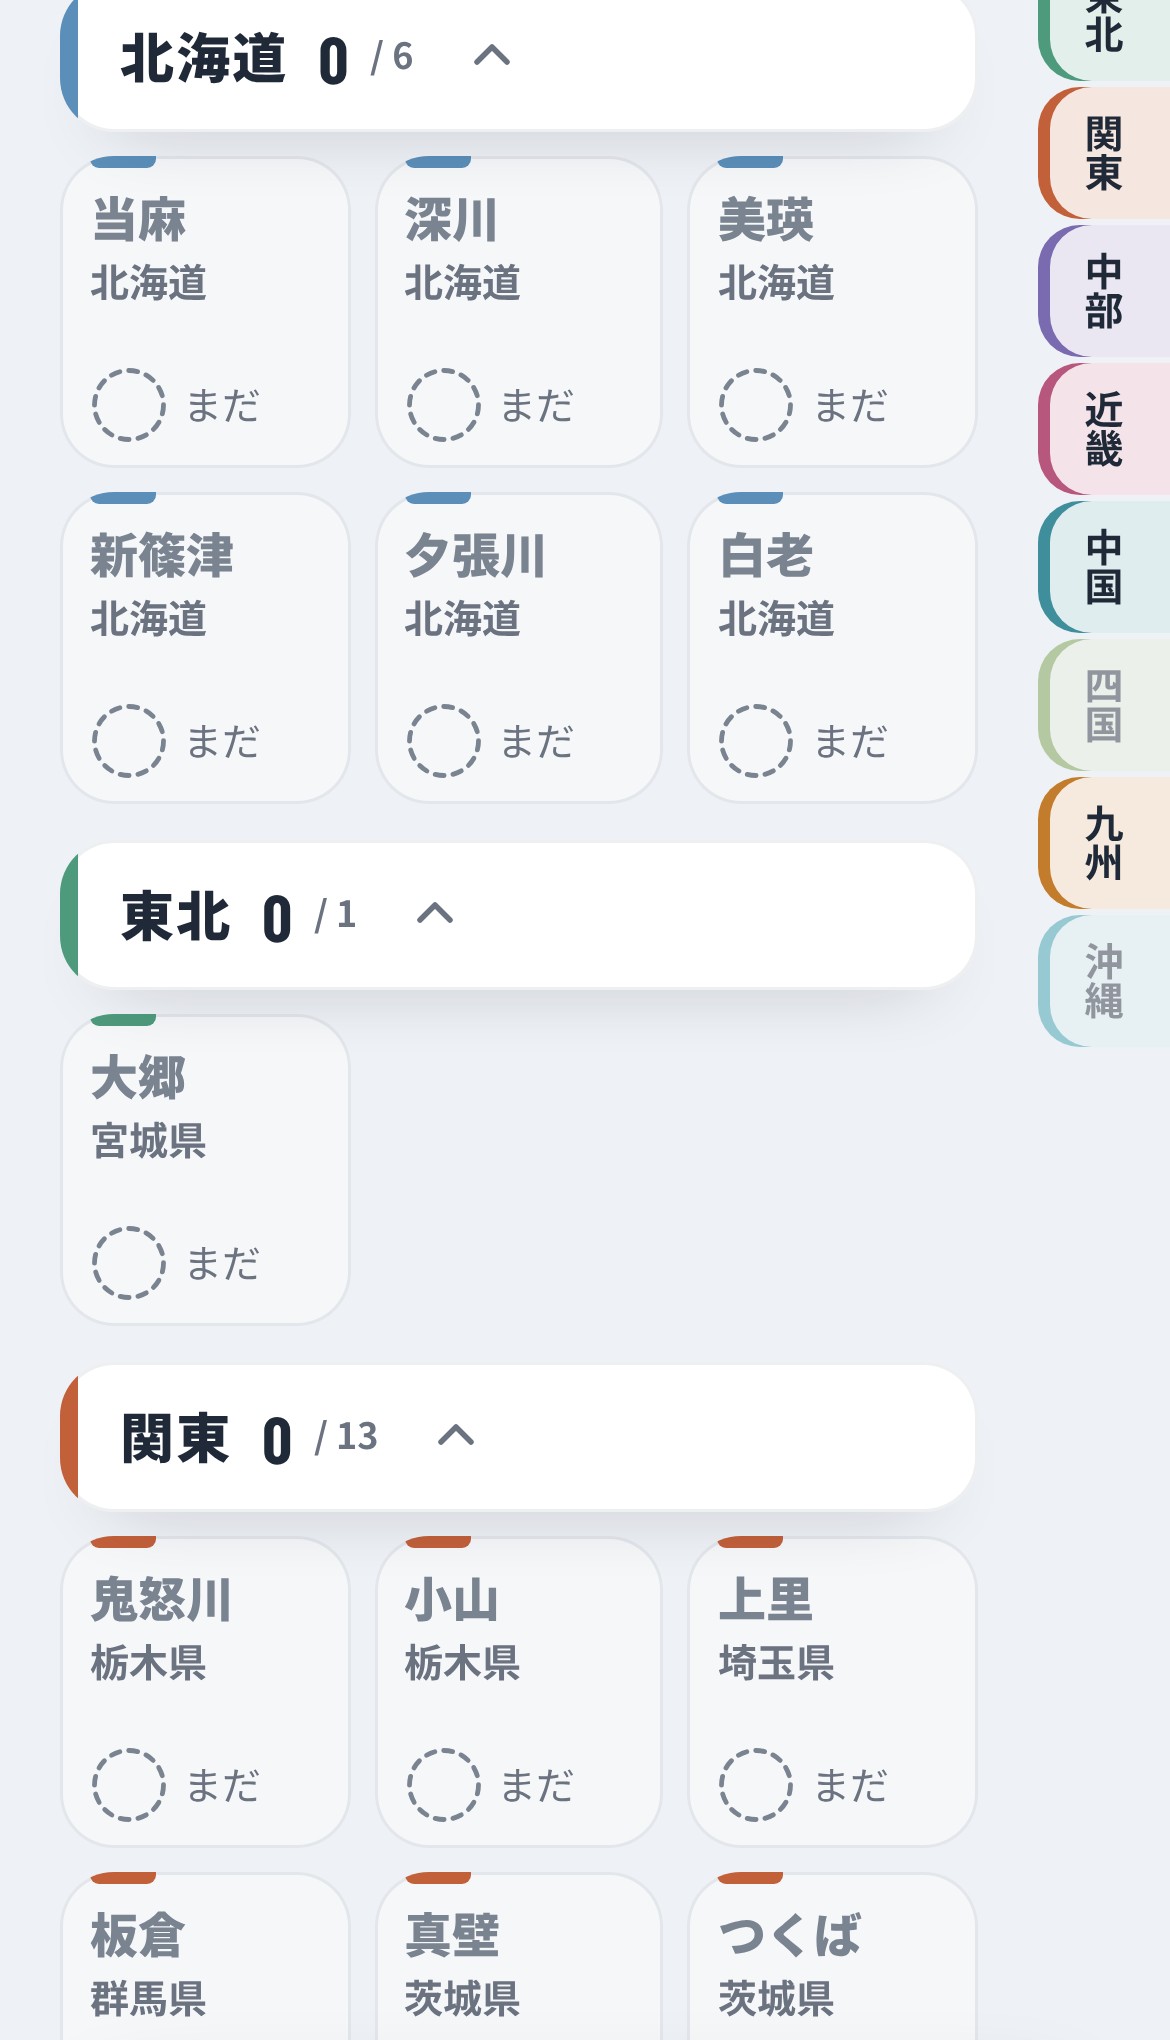 北海道 0 / 6
当麻
北海道
まだ
深川
北海道
まだ
美瑛
北海道
まだ
新篠津
北海道
まだ
夕張川
北海道
まだ
白老
北海道
まだ
東北 0 / 1
大郷
宮城県
まだ
関東 0 / 13
鬼怒川
栃木県
まだ
小山
栃木県
まだ
上里
埼玉県
まだ
板倉
群馬県
真壁
茨城県
つくば
茨城県
東北
関東
中部
近畿
中国
四国
九州
沖縄